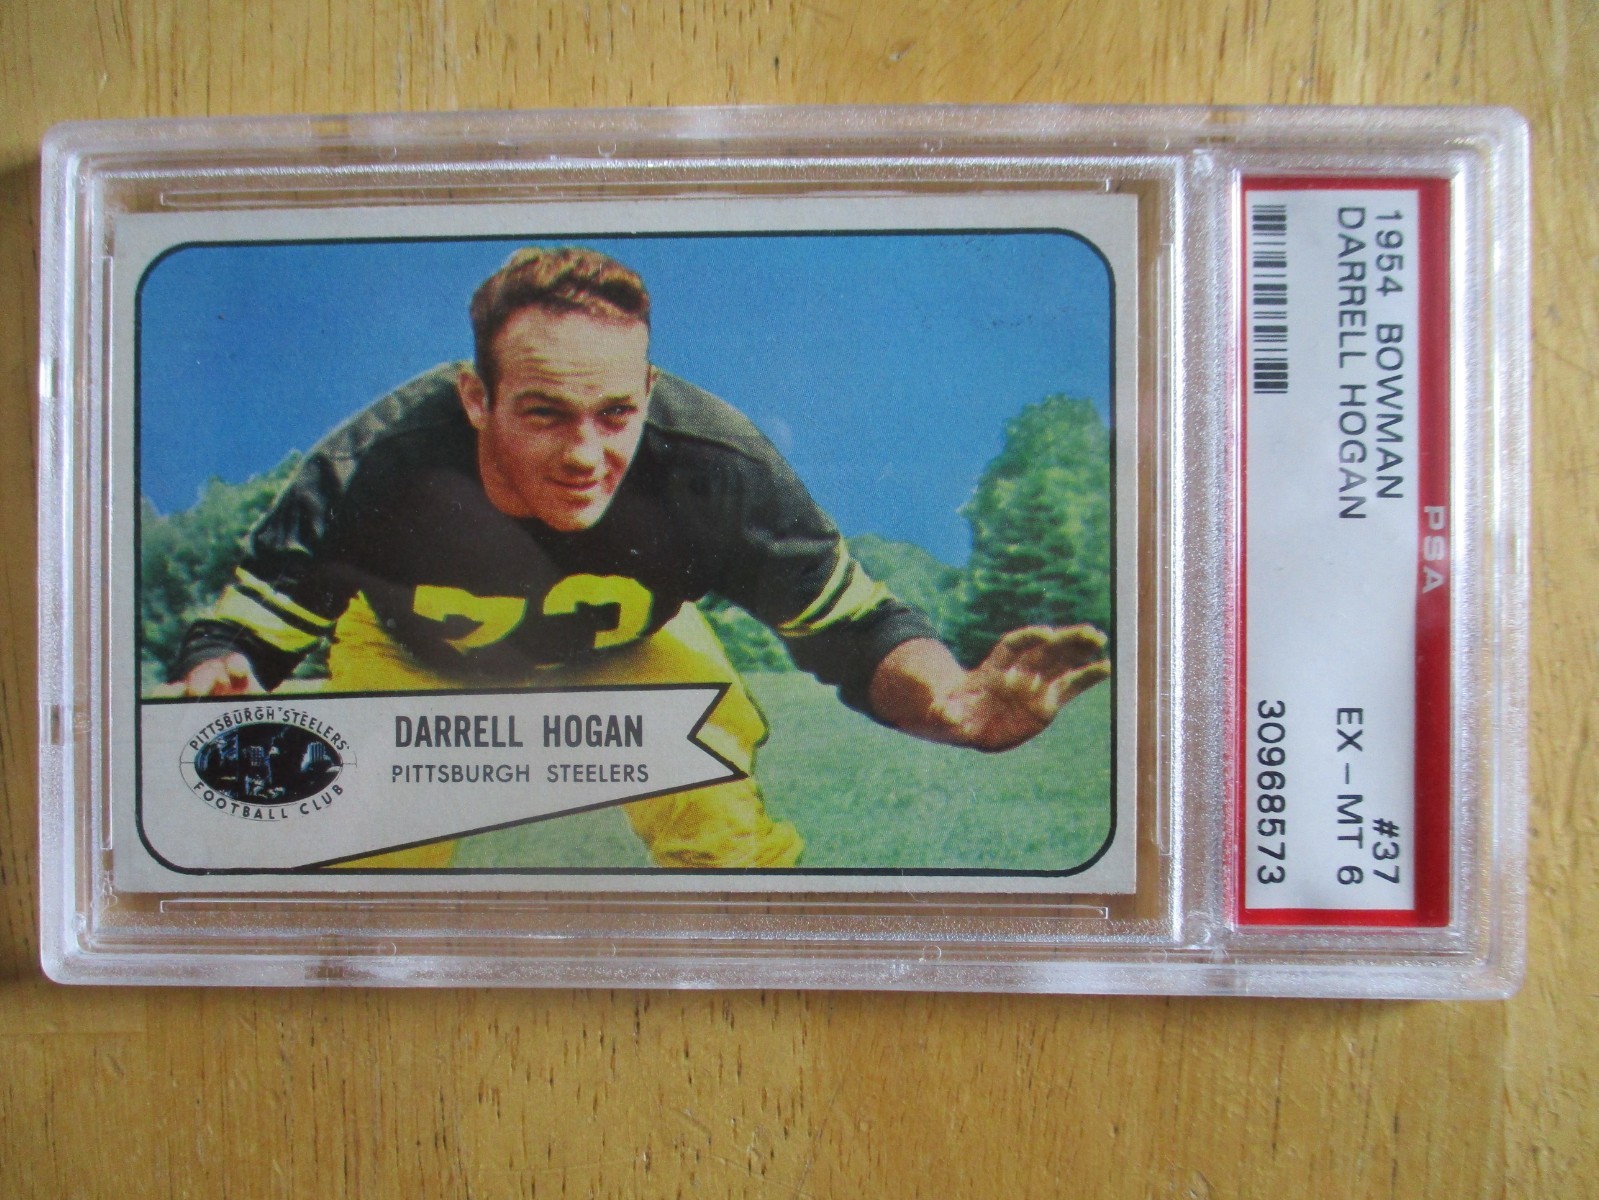 PSA
1954 BOWMAN #37
DARRELL HOGAN EX-MT 6
30968573
73
PITTSBURGH STEELERS
FOOTBALL CLUB
DARRELL HOGAN
PITTSBURGH STEELERS